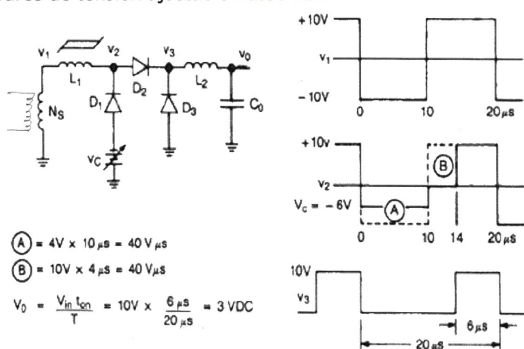 v1
L1
v2
v3
L2
v0
D2
D1
D3
C0
NS
vC
+10V
v1
-10V
0
10
20 µs
+10V
B
v2
VC = -6V
A
0
10
14
20 µs
A = 4V x 10 µs = 40 V µs
B = 10V x 4 µs = 40 V µs
V0 = Vin ton / T = 10V x 6 µs / 20 µs = 3 VDC
10V
v3
6 µs
20 µs